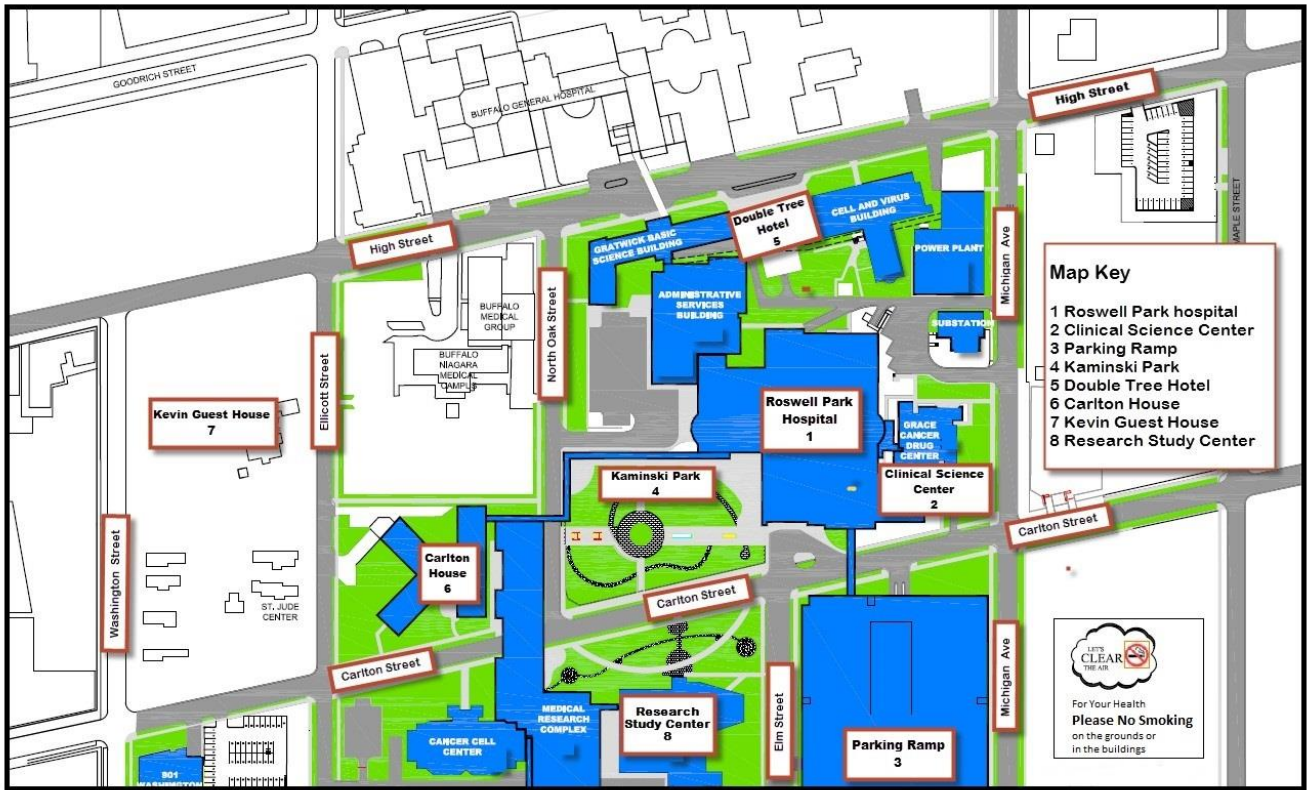 GOODRICH STREET
BUFFALO GENERAL HOSPITAL
High Street
High Street
MAPLE STREET
Michigan Ave
Double Tree
Hotel
5
CELL AND VIRUS
BUILDING
GRATWICK BASIC
SCIENCE BUILDING
POWER PLANT
ADMINISTRATIVE
SERVICES
BUILDING
SUBSTATION
BUFFALO
MEDICAL
GROUP
BUFFALO
NIAGARA
MEDICAL
CAMPUS
North Oak Street
Ellicott Street
Kevin Guest House
7
Roswell Park
Hospital
1
GRACE
CANCER
DRUG
CENTER
Clinical Science
Center
2
Kaminski Park
4
Map Key
1 Roswell Park hospital
2 Clinical Science Center
3 Parking Ramp
4 Kaminski Park
5 Double Tree Hotel
6 Carlton House
7 Kevin Guest House
8 Research Study Center
Carlton Street
Washington Street
ST. JUDE
CENTER
Carlton
House
6
Carlton Street
Carlton Street
Elm Street
Michigan Ave
MEDICAL
RESEARCH
COMPLEX
Research
Study Center
8
CANCER CELL
CENTER
Parking Ramp
3
901
WASHINGTON
LET'S
CLEAR
THE AIR
For Your Health
Please No Smoking
on the grounds or
in the buildings